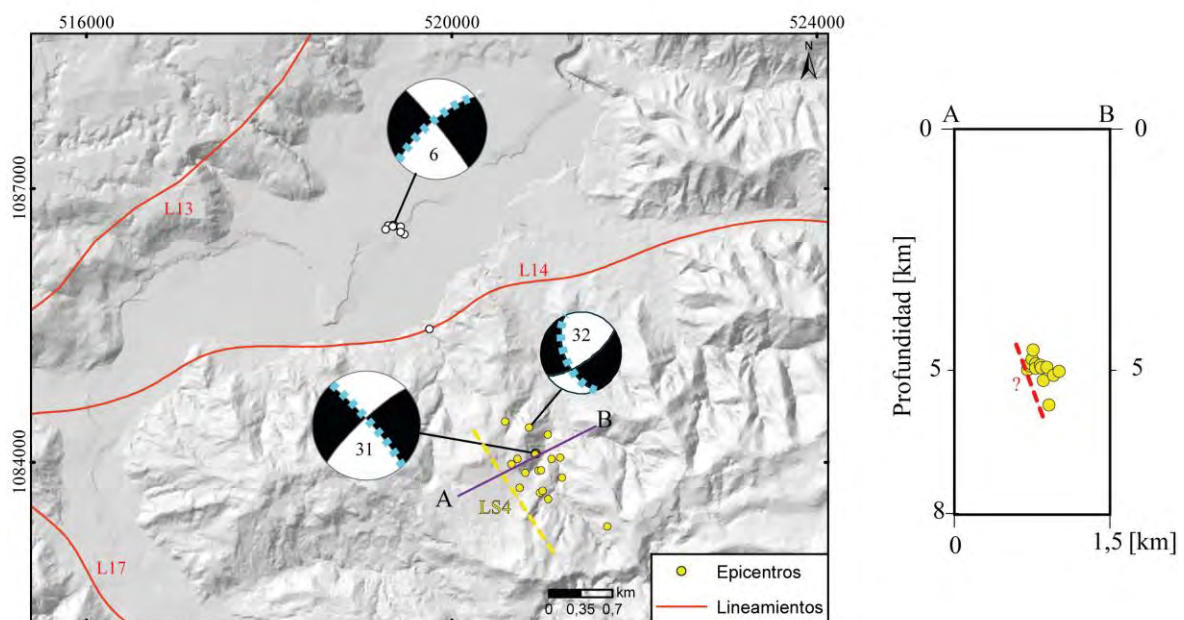 516000 520000 524000
N
6
1087000
L13
L14
32
31
B
1084000
A
LS4
L17
km
0 0,35 0,7
Epicentros
Lineamientos
A B
0 0
Profundidad [km]
5 5
?
8
0 1,5 [km]